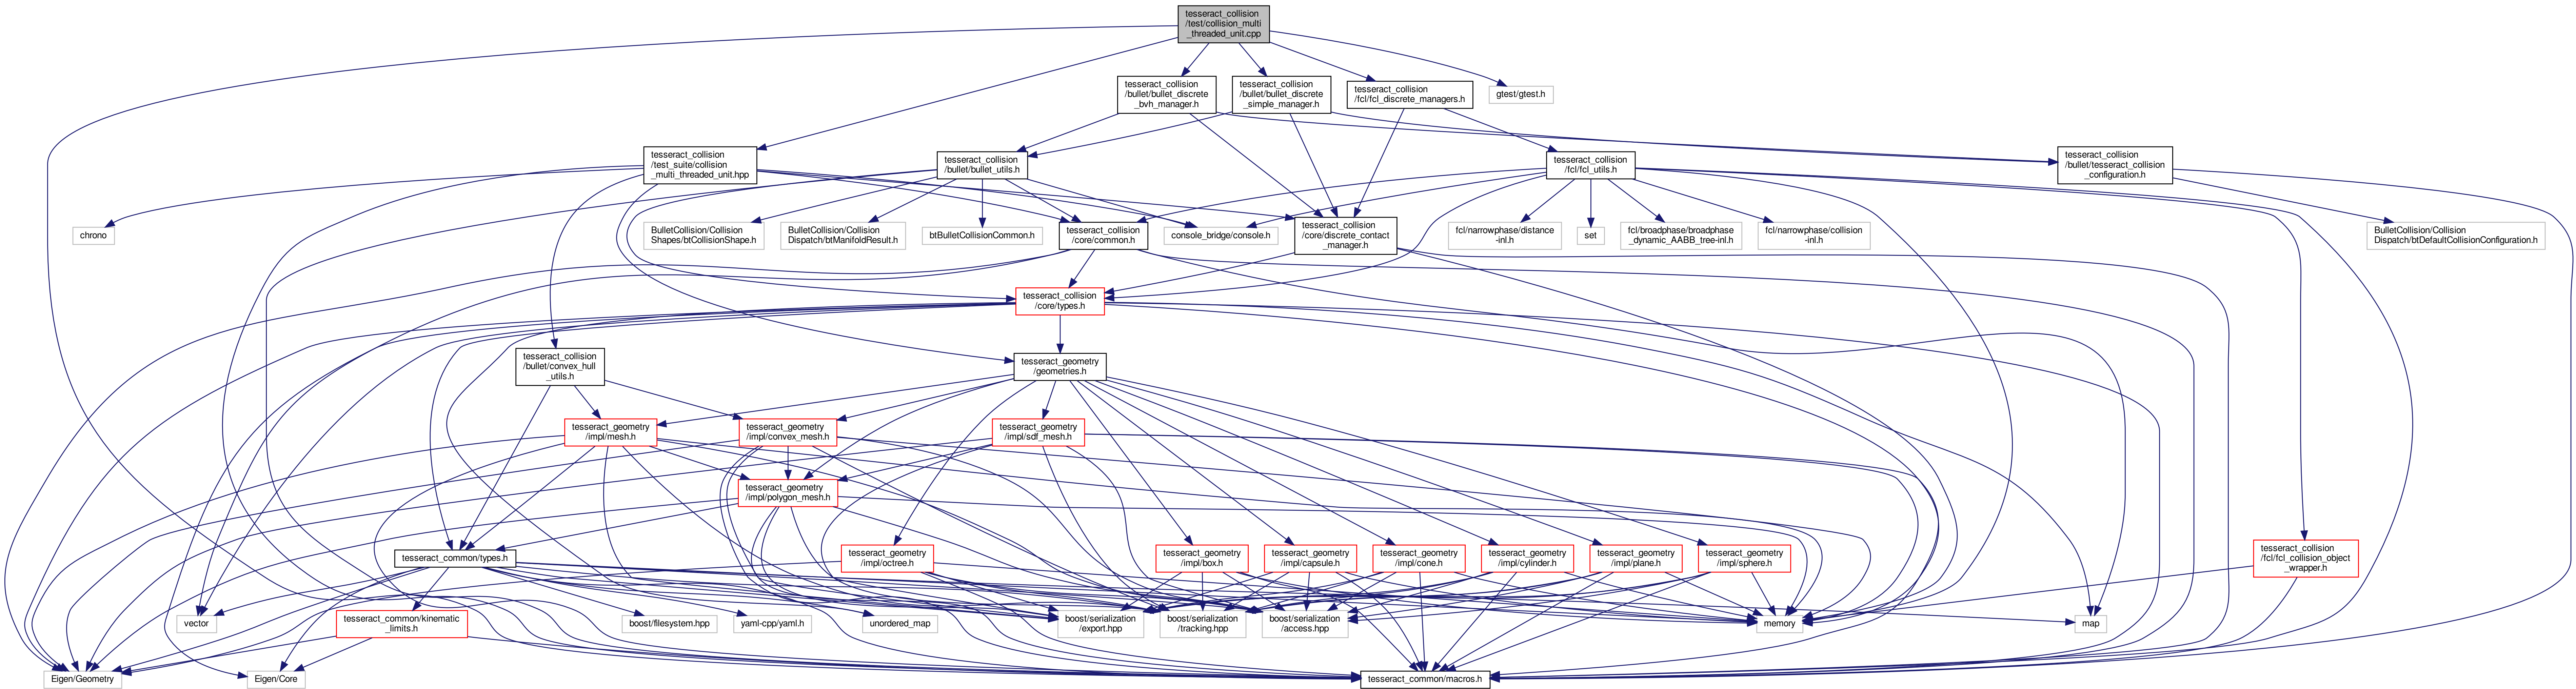 tesseract_collision
/test/collision_multi
_threaded_unit.cpp
tesseract_collision
/bullet/bullet_discrete
_bvh_manager.h
tesseract_collision
/bullet/bullet_discrete
_simple_manager.h
tesseract_collision
/fcl/fcl_discrete_managers.h
gtest/gtest.h
tesseract_collision
/test_suite/collision
_multi_threaded_unit.hpp
tesseract_collision
/bullet/bullet_utils.h
tesseract_collision
/fcl/fcl_utils.h
tesseract_collision
/bullet/tesseract_collision
_configuration.h
chrono
BulletCollision/Collision
Shapes/btCollisionShape.h
BulletCollision/Collision
Dispatch/btManifoldResult.h
btBulletCollisionCommon.h
tesseract_collision
/core/common.h
console_bridge/console.h
tesseract_collision
/core/discrete_contact
_manager.h
fcl/narrowphase/distance
-inl.h
set
fcl/broadphase/broadphase
_dynamic_AABB_tree-inl.h
fcl/narrowphase/collision
-inl.h
BulletCollision/Collision
Dispatch/btDefaultCollisionConfiguration.h
tesseract_collision
/core/types.h
tesseract_collision
/bullet/convex_hull
_utils.h
tesseract_geometry
/geometries.h
tesseract_geometry
/impl/mesh.h
tesseract_geometry
/impl/convex_mesh.h
tesseract_geometry
/impl/sdf_mesh.h
tesseract_geometry
/impl/polygon_mesh.h
tesseract_common/types.h
tesseract_geometry
/impl/octree.h
tesseract_geometry
/impl/box.h
tesseract_geometry
/impl/capsule.h
tesseract_geometry
/impl/cone.h
tesseract_geometry
/impl/cylinder.h
tesseract_geometry
/impl/plane.h
tesseract_geometry
/impl/sphere.h
tesseract_collision
/fcl/fcl_collision_object
_wrapper.h
vector
tesseract_common/kinematic
_limits.h
boost/filesystem.hpp
yaml-cpp/yaml.h
unordered_map
boost/serialization
/export.hpp
boost/serialization
/tracking.hpp
boost/serialization
/access.hpp
memory
map
Eigen/Geometry
Eigen/Core
tesseract_common/macros.h